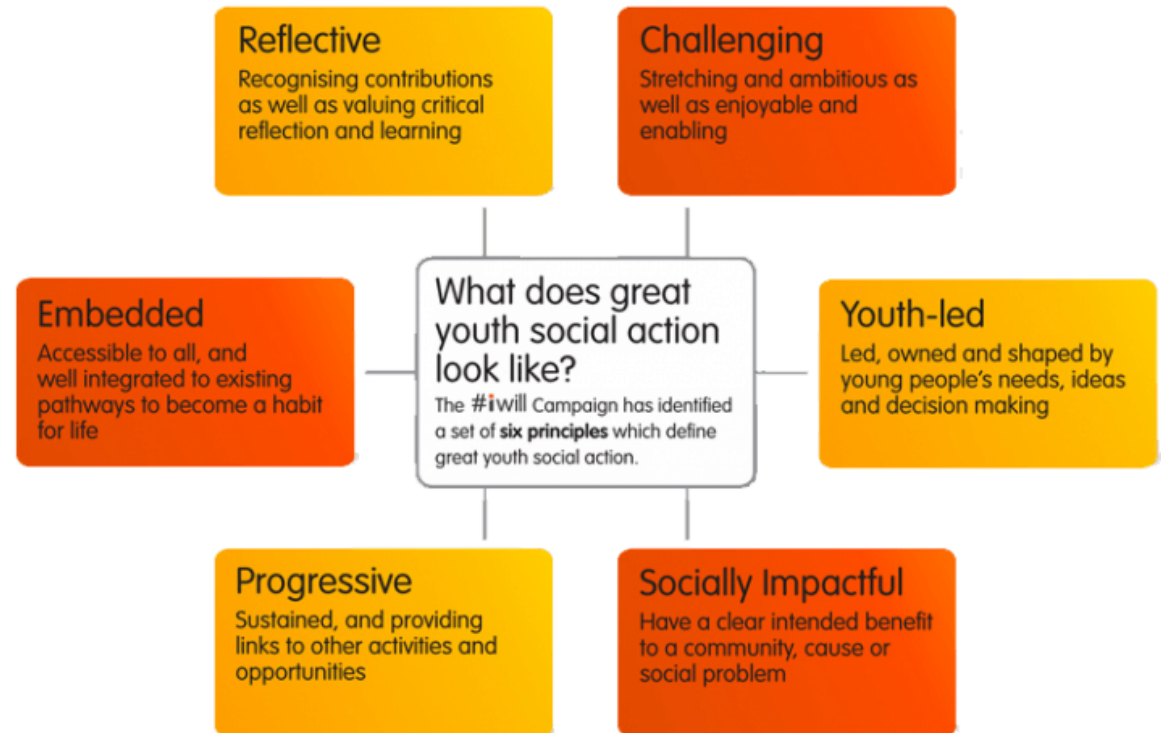 Reflective
Recognising contributions
as well as valuing critical
reflection and learning
Challenging
Stretching and ambitious as
well as enjoyable and
enabling
Embedded
Accessible to all, and
well integrated to existing
pathways to become a habit
for life
What does great
youth social action
look like?
The #iwill Campaign has identified
a set of six principles which define
great youth social action.
Youth-led
Led, owned and shaped by
young people's needs, ideas
and decision making
Progressive
Sustained, and providing
links to other activities and
opportunities
Socially Impactful
Have a clear intended benefit
to a community, cause or
social problem